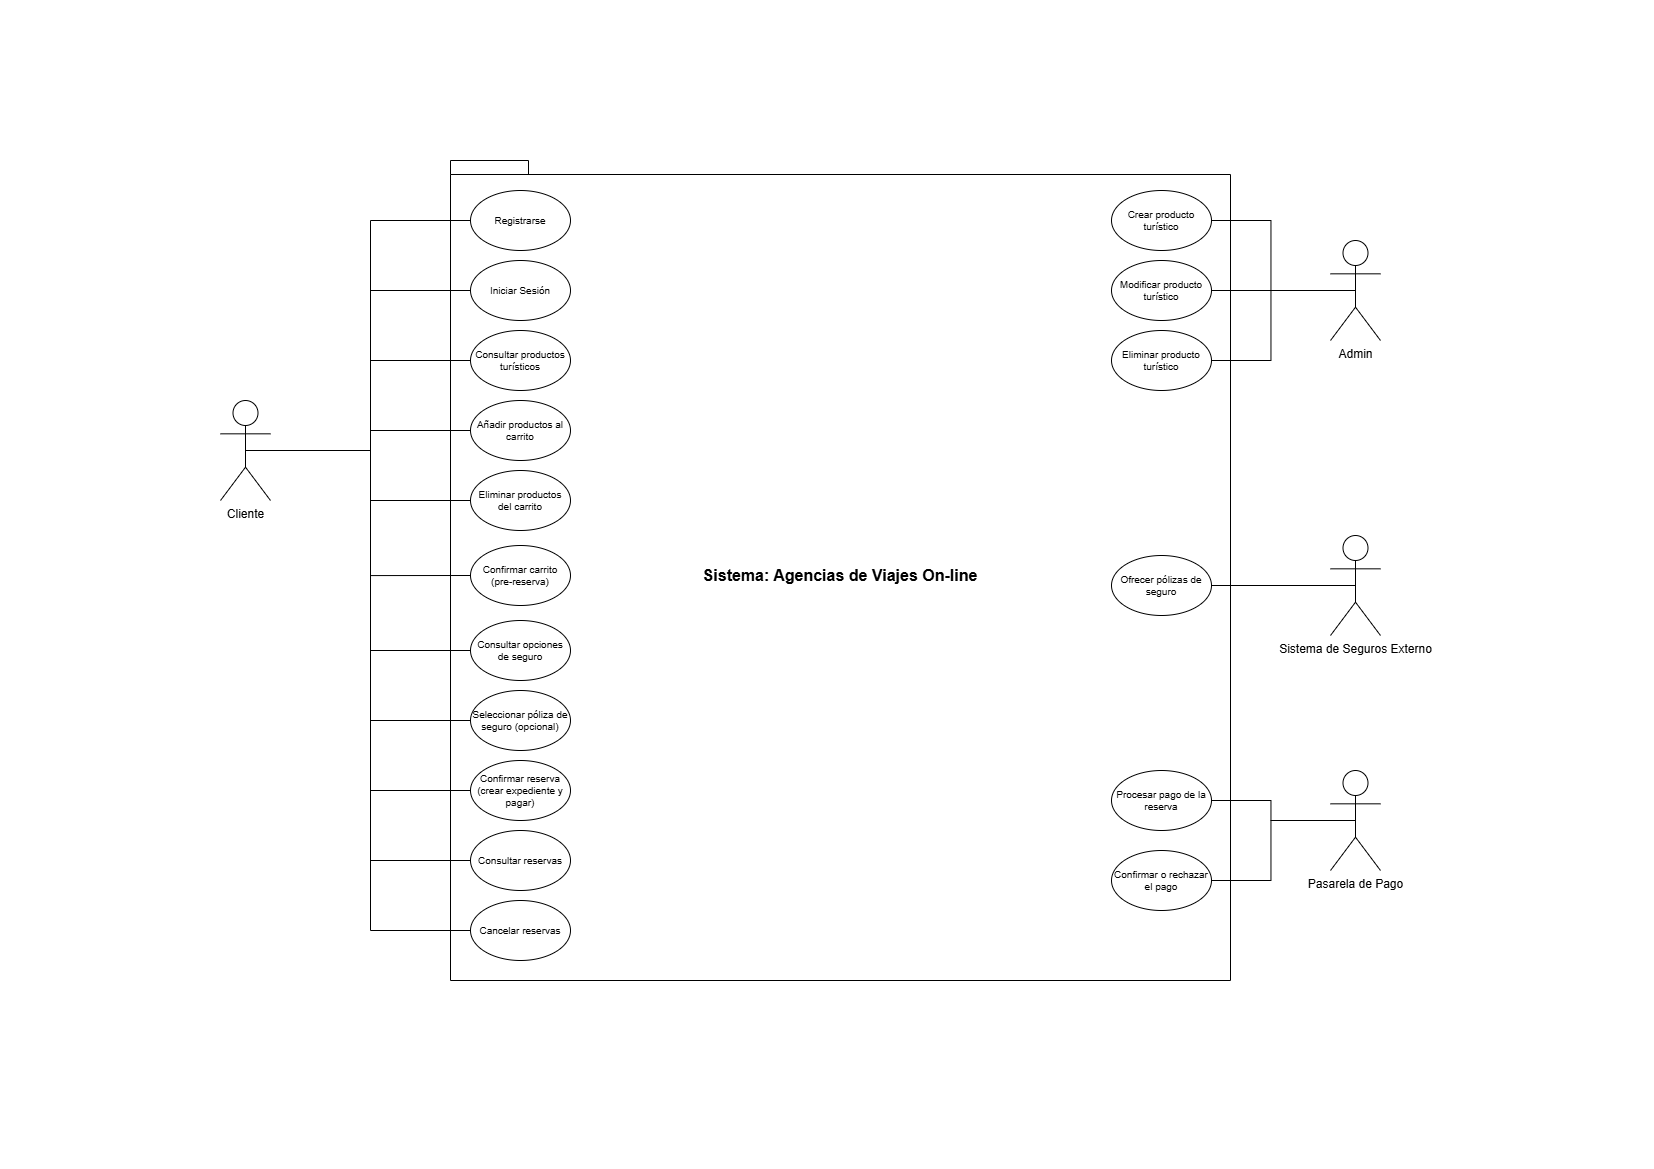 Registrarse
Iniciar Sesión
Consultar productos
turísticos
Añadir productos al
carrito
Eliminar productos
del carrito
Confirmar carrito
(pre-reserva)
Consultar opciones
de seguro
Seleccionar póliza de
seguro (opcional)
Confirmar reserva
(crear expediente y
pagar)
Consultar reservas
Cancelar reservas
Cliente
Sistema: Agencias de Viajes On-line
Crear producto
turístico
Modificar producto
turístico
Eliminar producto
turístico
Admin
Ofrecer pólizas de
seguro
Sistema de Seguros Externo
Procesar pago de la
reserva
Confirmar o rechazar
el pago
Pasarela de Pago